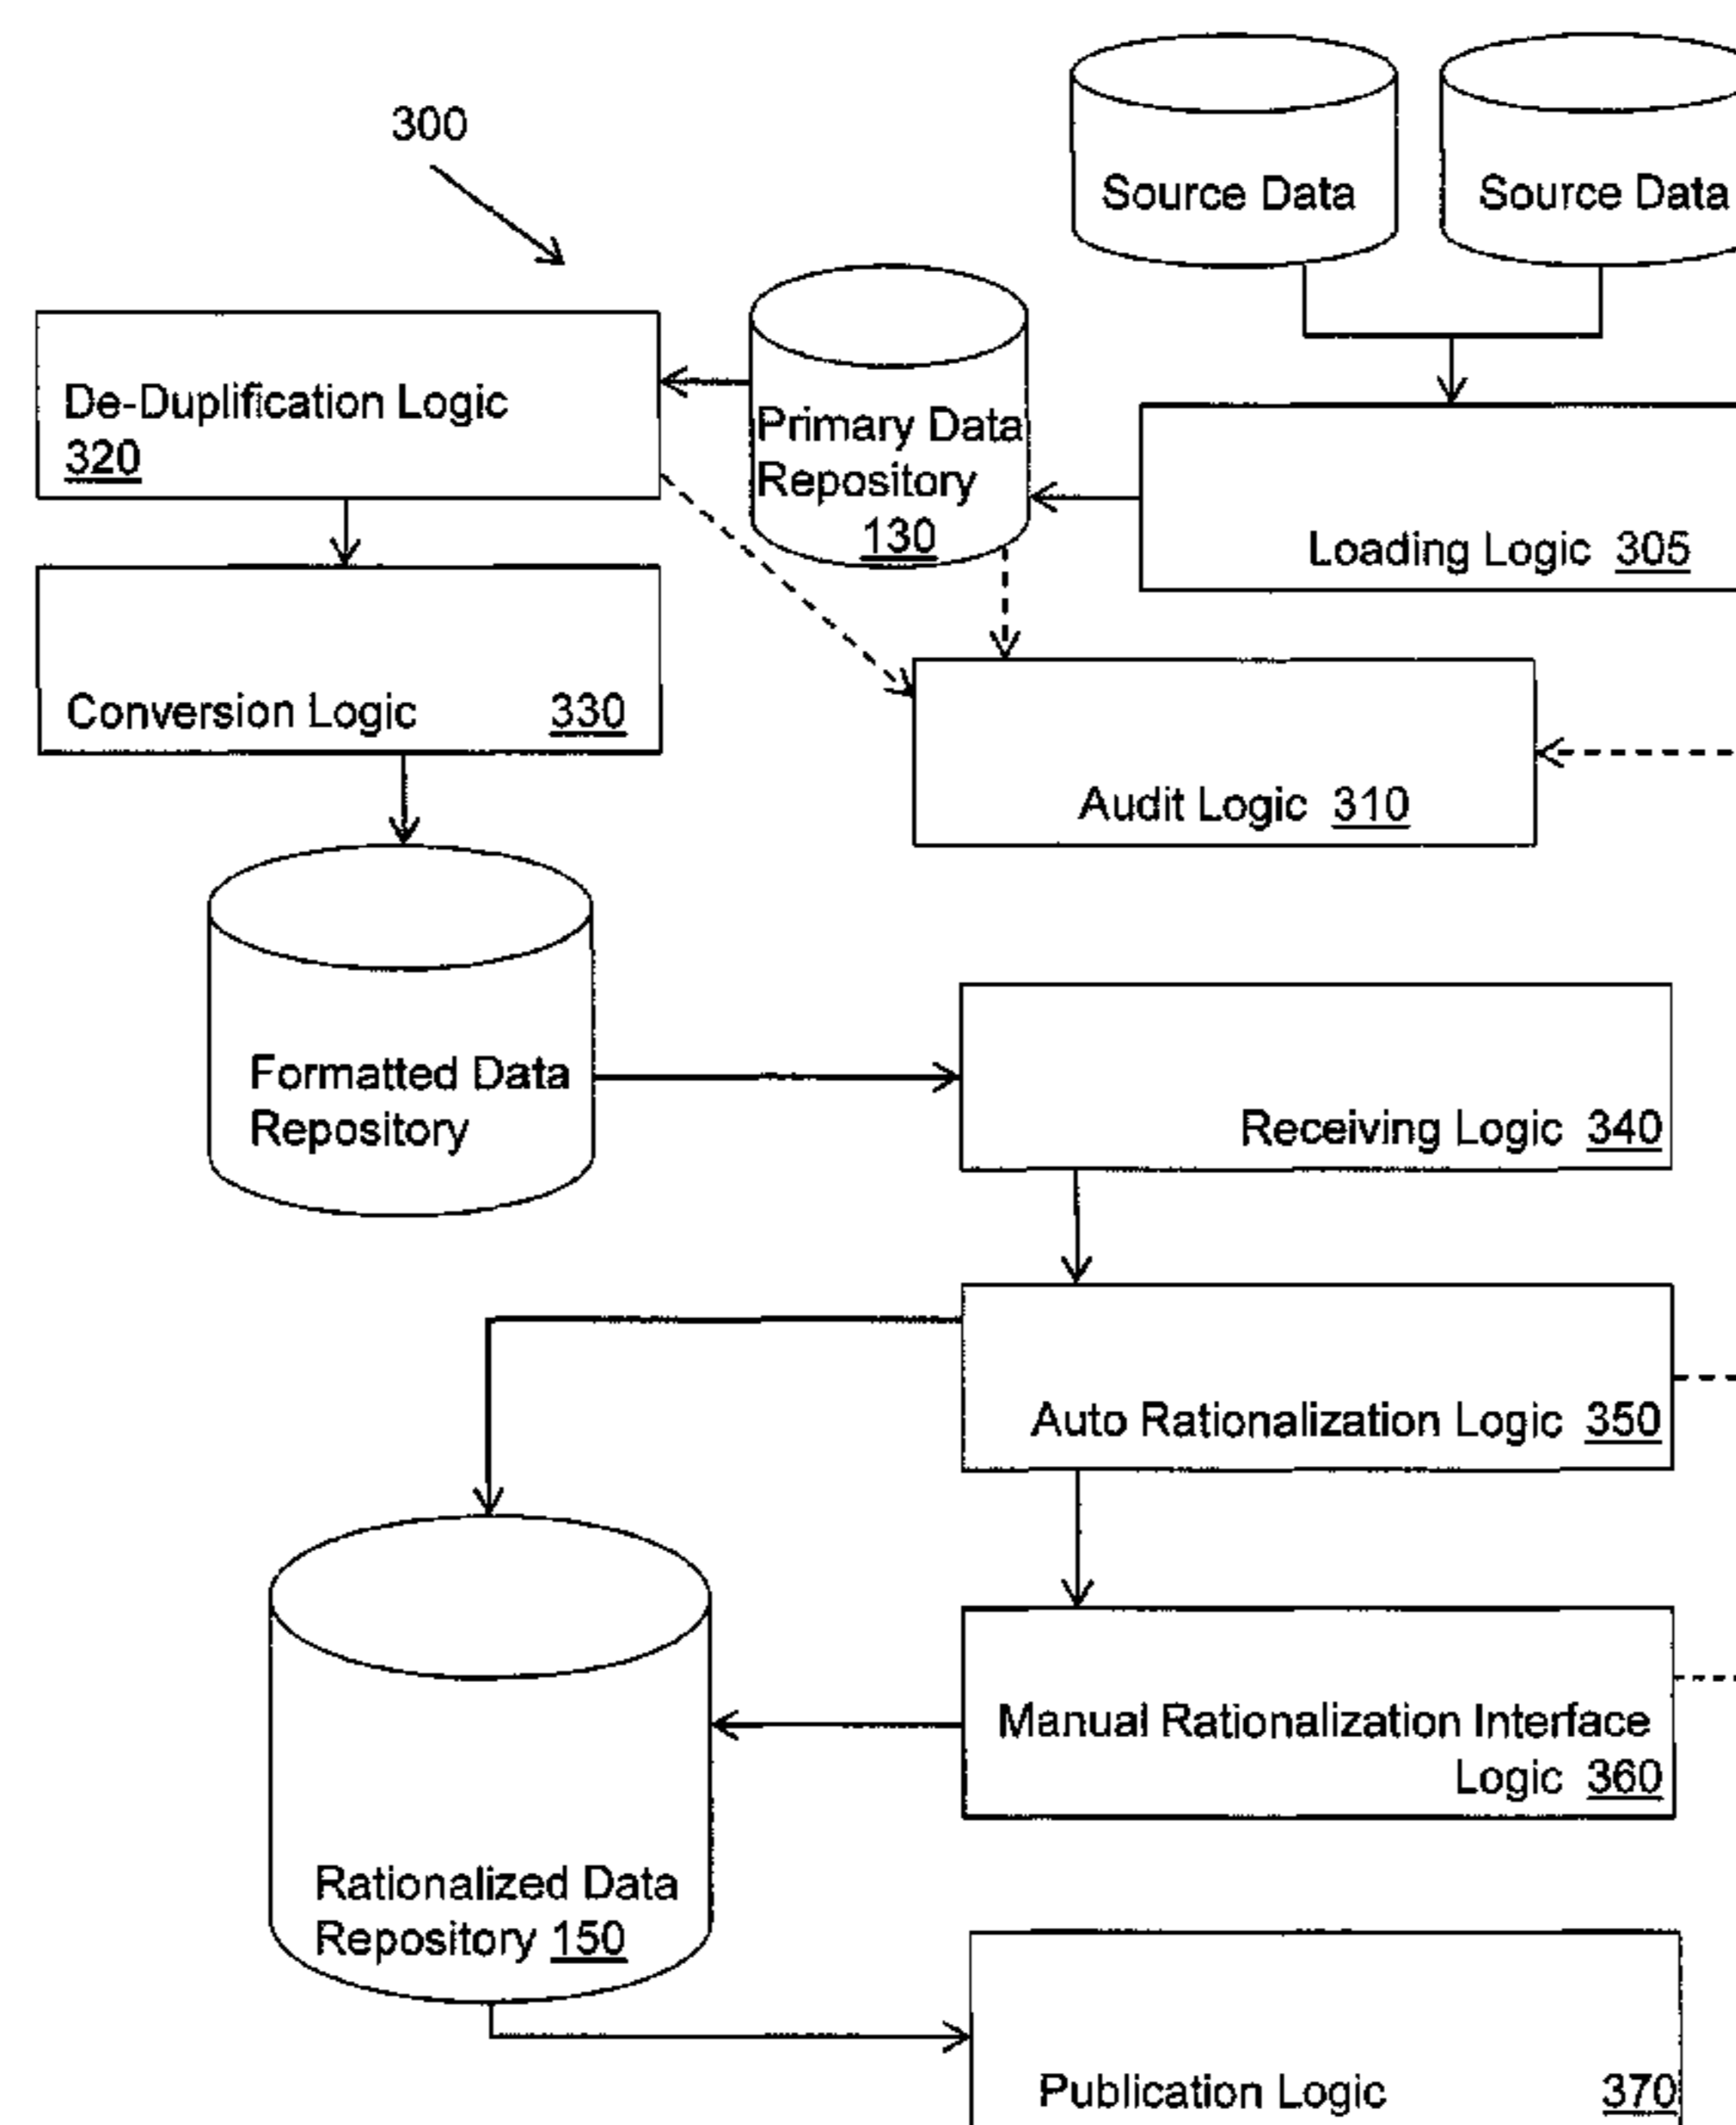 300
Source Data
Source Data
De-Duplification Logic
320
Primary Data
Repository
130
Loading Logic 305
Conversion Logic 330
Audit Logic 310
Formatted Data
Repository
Receiving Logic 340
Auto Rationalization Logic 350
Manual Rationalization Interface
Logic 360
Rationalized Data
Repository 150
Publication Logic 370